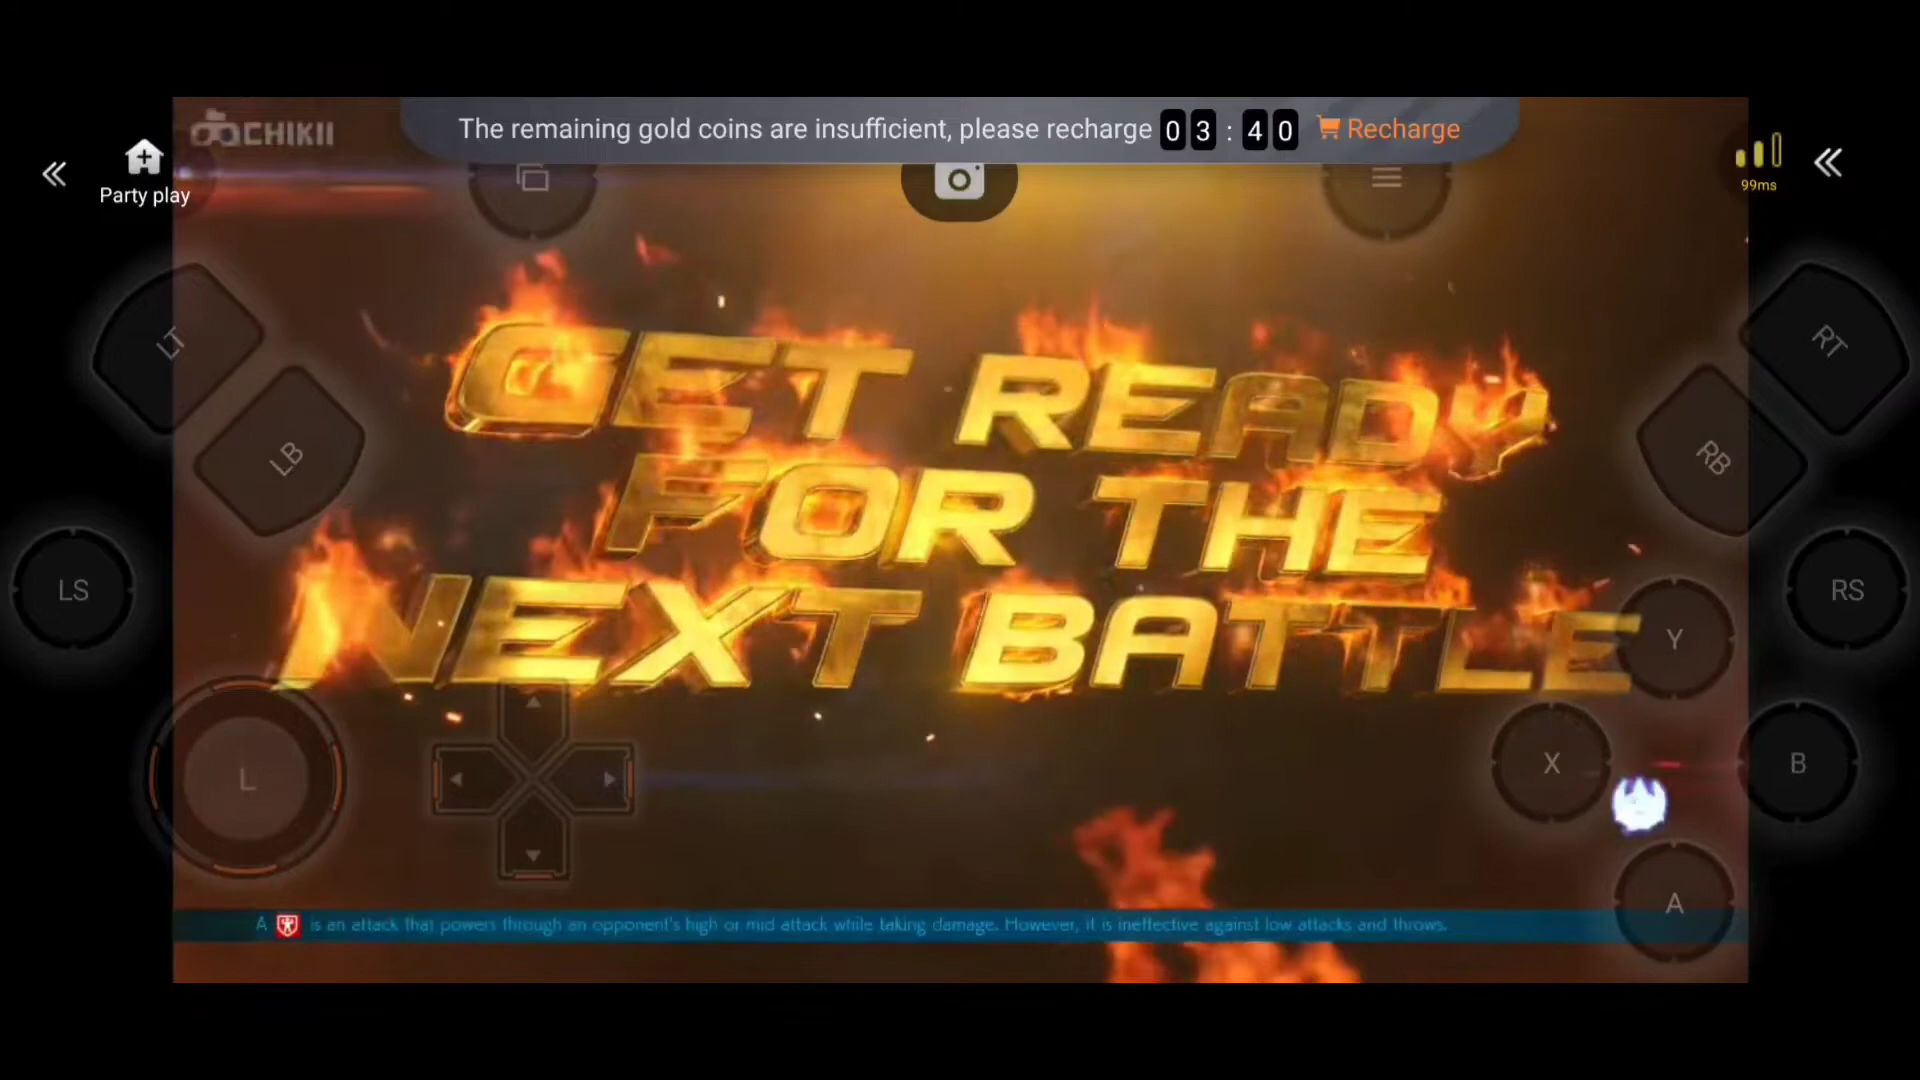 CHIKII
The remaining gold coins are insufficient, please recharge 03:40 Recharge
Party play
99ms
LT
RT
LB
RB
GET READY
FOR THE
NEXT BATTLE
LS
RS
Y
L
X
B
A
A is an attack that powers through an opponent's high or mid attack while taking damage. However, it is ineffective against low attacks and throws.